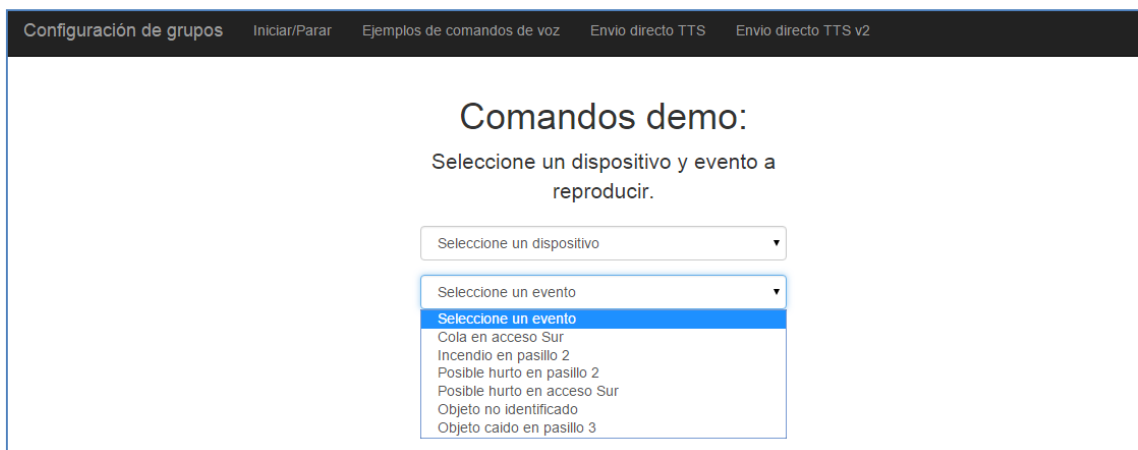 Configuración de grupos Iniciar/Parar Ejemplos de comandos de voz Envio directo TTS Envio directo TTS v2
Comandos demo:
Seleccione un dispositivo y evento a
reproducir.
Seleccione un dispositivo
Seleccione un evento
Seleccione un evento
Cola en acceso Sur
Incendio en pasillo 2
Posible hurto en pasillo 2
Posible hurto en acceso Sur
Objeto no identificado
Objeto caido en pasillo 3